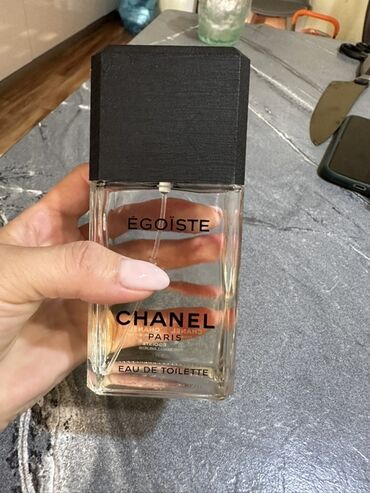 ÉGOÏSTE
CHANEL
PARIS
EAU DE TOILETTE